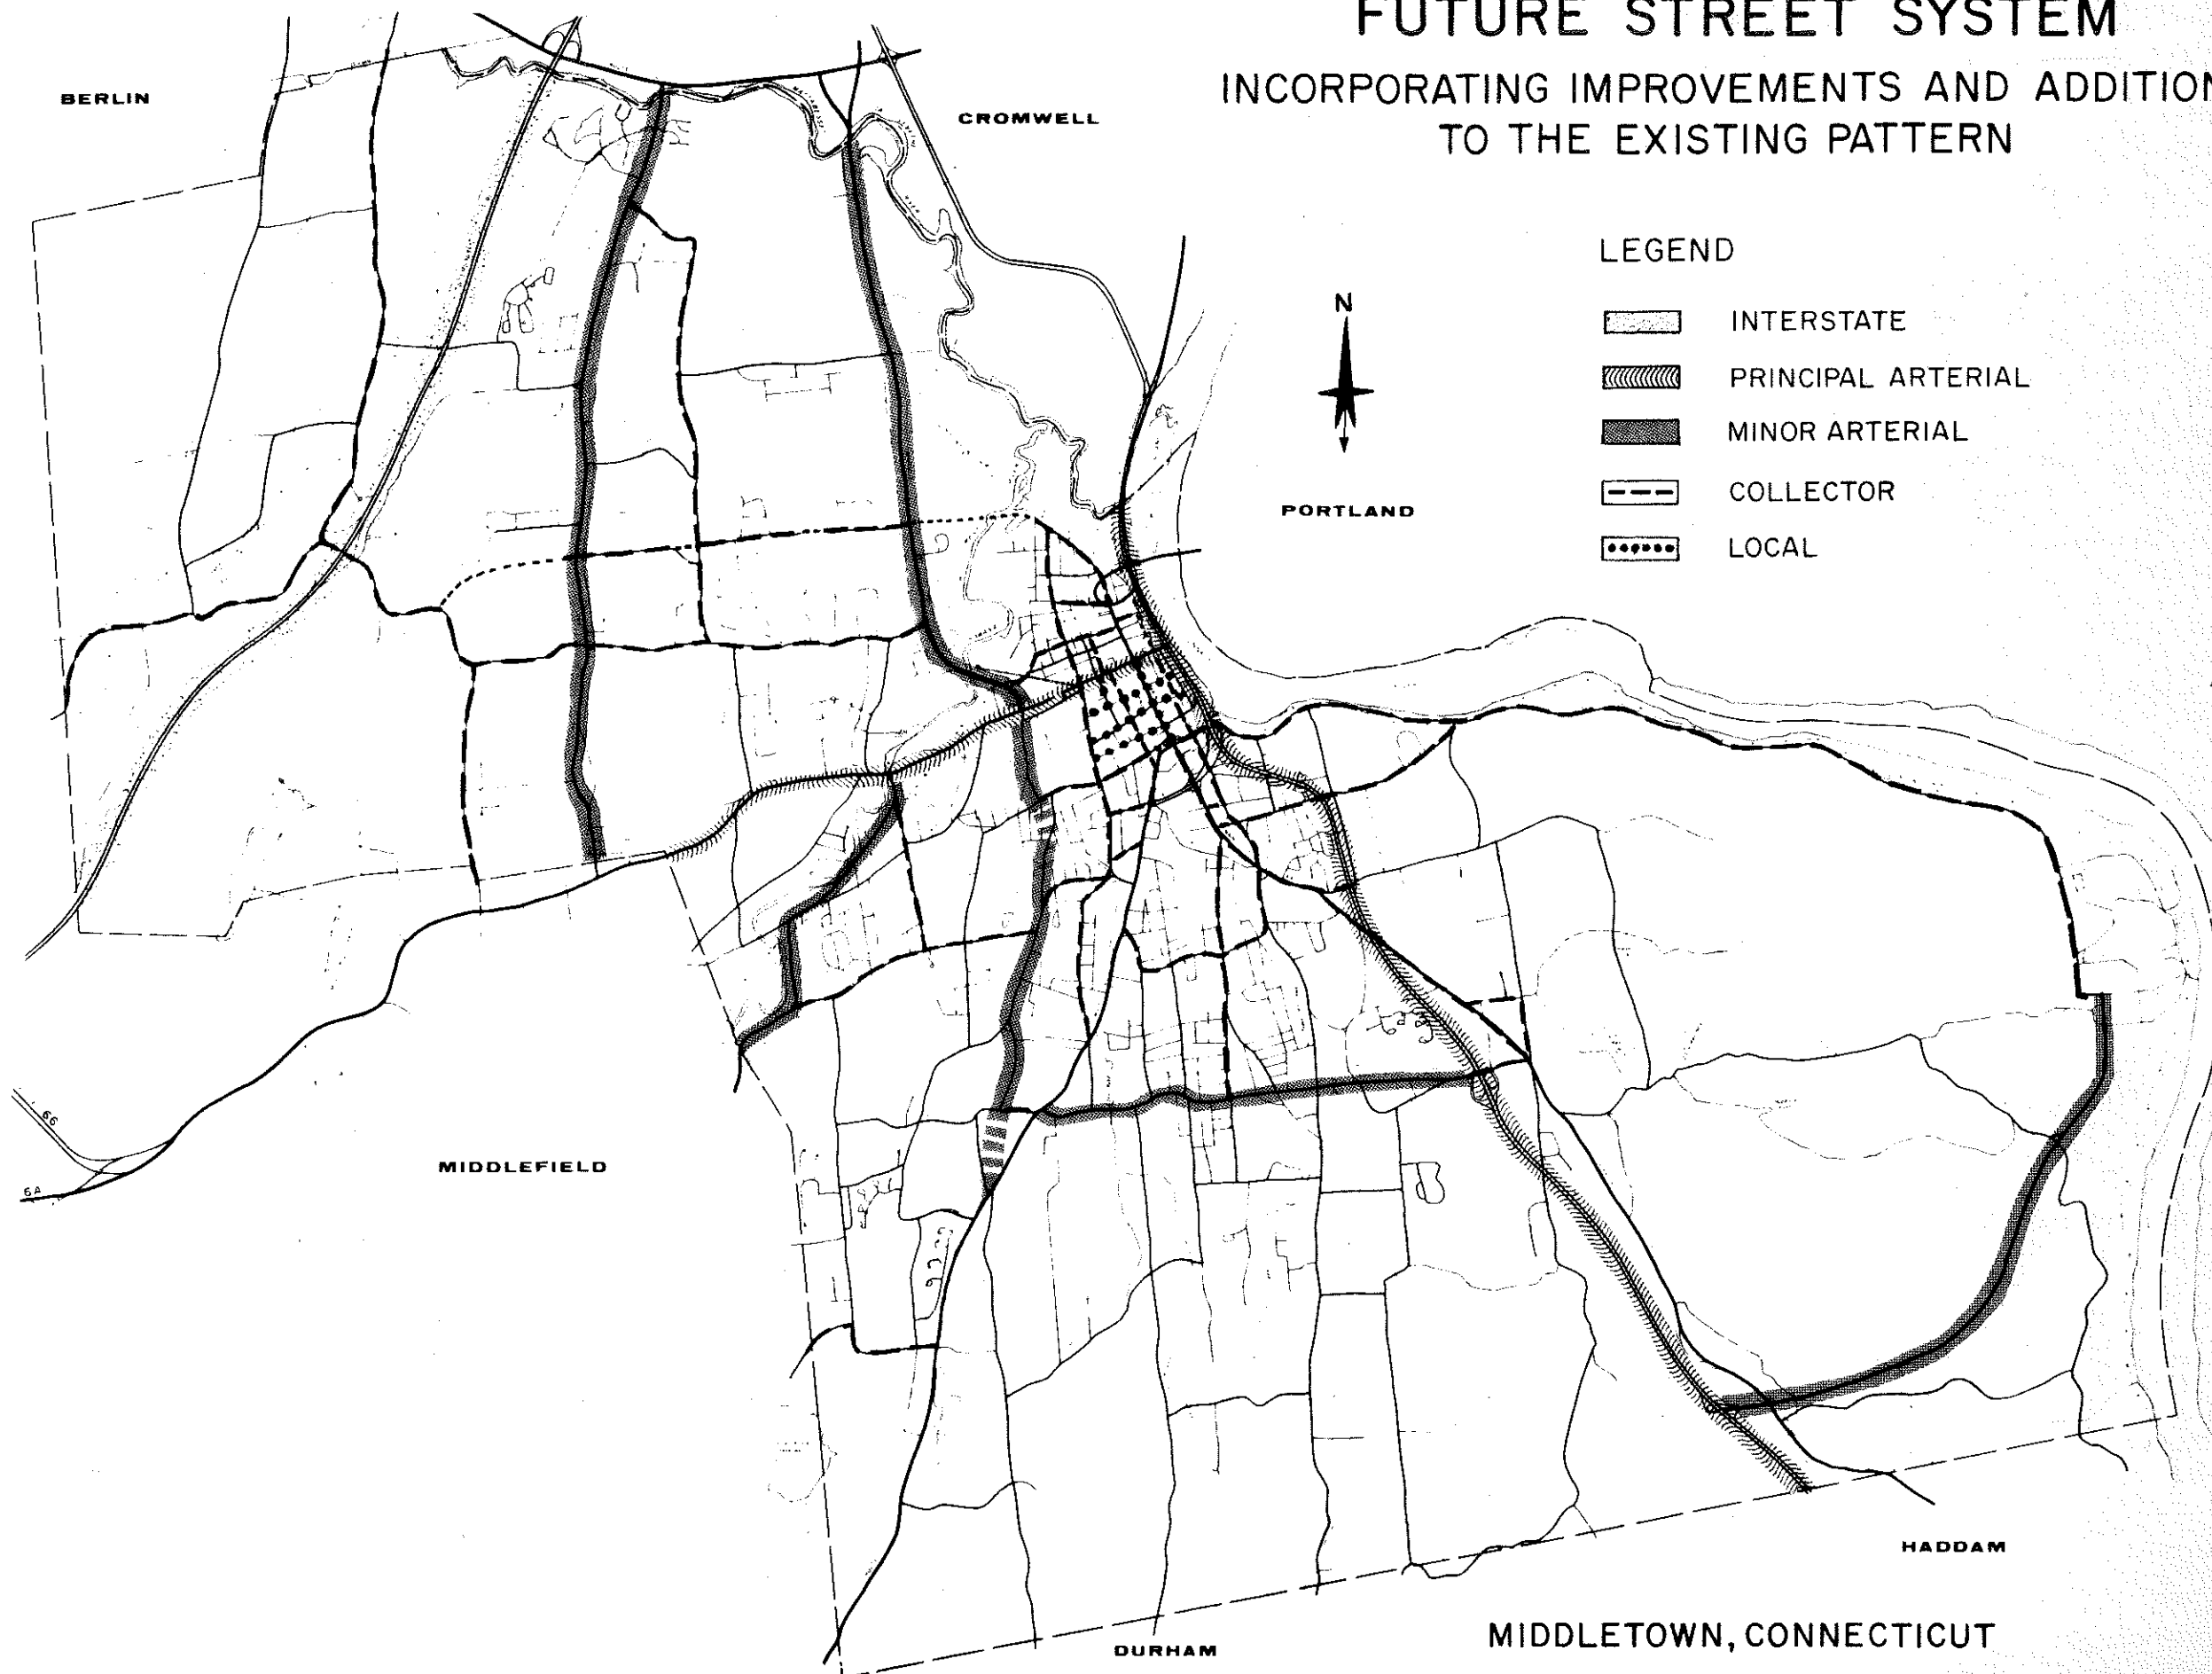 FUTURE STREET SYSTEM
INCORPORATING IMPROVEMENTS AND ADDITION
TO THE EXISTING PATTERN
BERLIN
CROMWELL
LEGEND
INTERSTATE
PRINCIPAL ARTERIAL
MINOR ARTERIAL
COLLECTOR
LOCAL
N
PORTLAND
66
6A
MIDDLEFIELD
HADDAM
DURHAM
MIDDLETOWN, CONNECTICUT